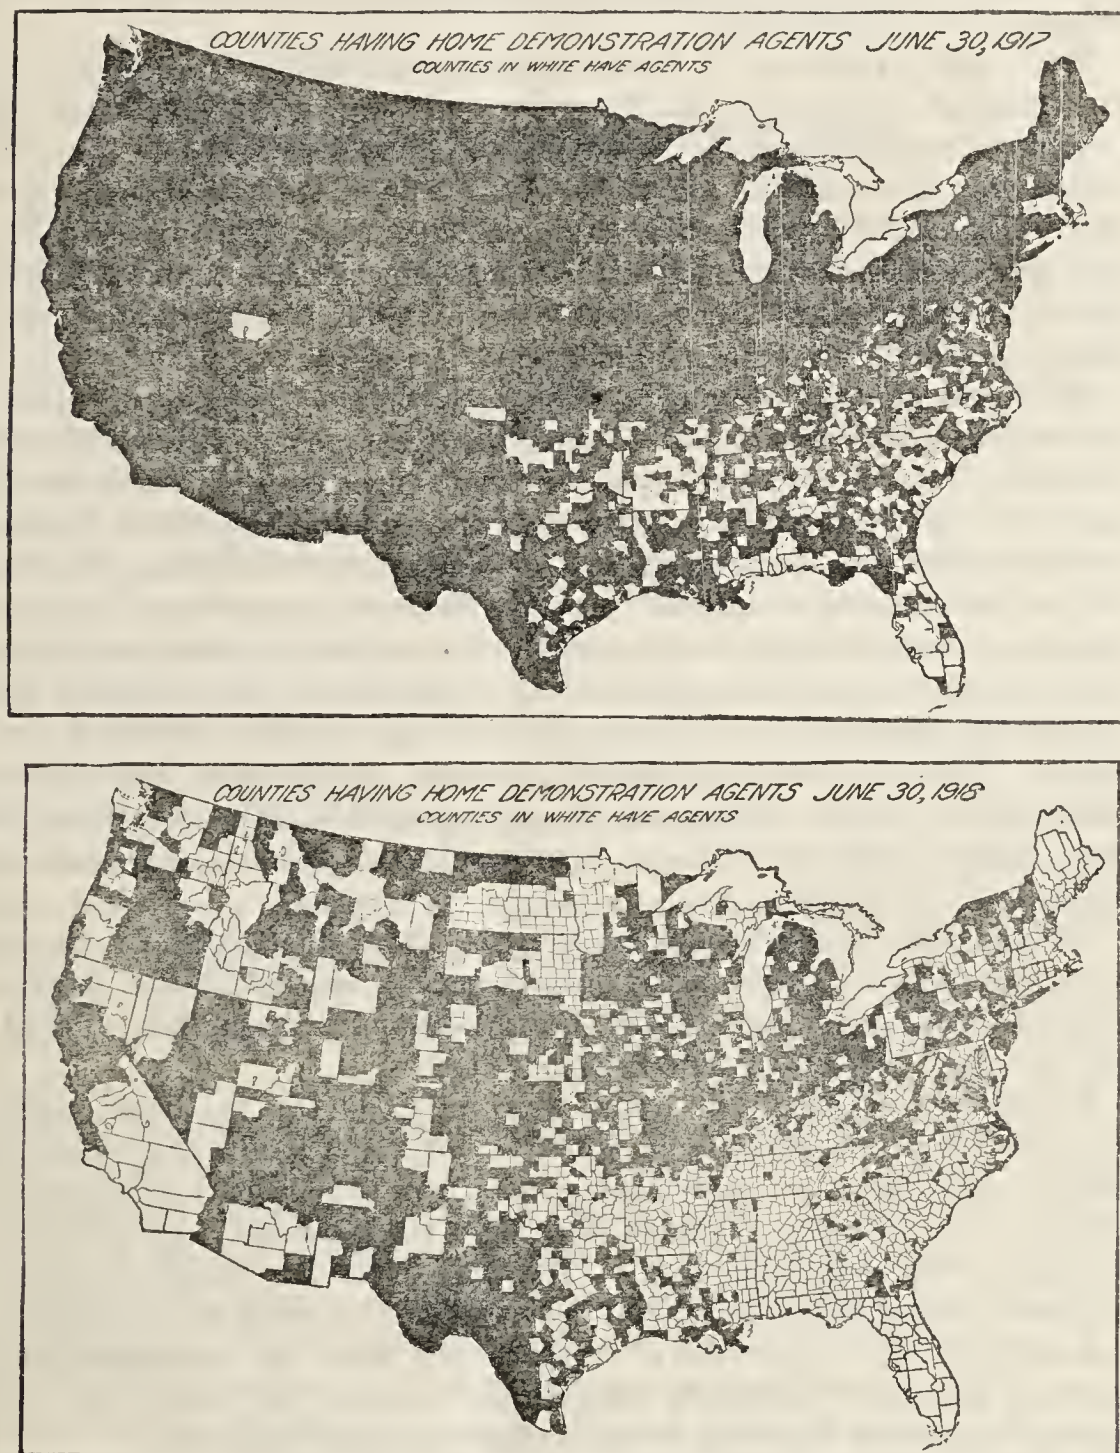 COUNTIES HAVING HOME DEMONSTRATION AGENTS JUNE 30, 1917
COUNTIES IN WHITE HAVE AGENTS
COUNTIES HAVING HOME DEMONSTRATION AGENTS JUNE 30, 1918
COUNTIES IN WHITE HAVE AGENTS